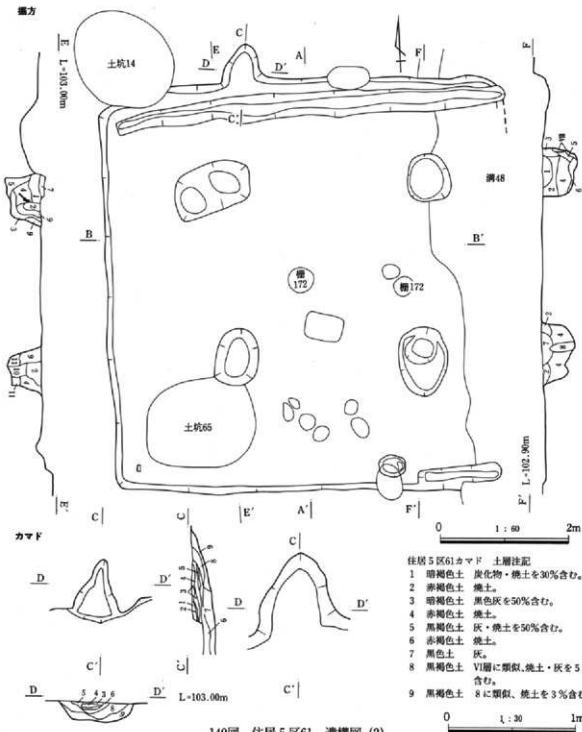 掘方
土坑14
E
L=103.00m
E
D
C
A
D'
F
F
C'
溝48
B
B'
柵
172
柵172
土坑65
E'
E'
A'
F'
F'
L=102.90m
0 1:60 2m
カマド
C
C
C
D
D'
D
D'
C'
C'
C'
D
D'
L=103.00m
住居5区61カマド 土層注記
1 暗褐色土 炭化物・焼土を30%含む。
2 赤褐色土 焼土。
3 暗褐色土 黒色灰を50%含む。
4 赤褐色土 焼土。
5 黒褐色土 灰・焼土を50%含む。
6 赤褐色土 焼土。
7 黒色土 灰。
8 黒褐色土 VI層に類似、焼土・灰を5
含む。
9 黒褐色土 8に類似、焼土を3%含む
0 1:30 1m
140図 住居5区61 遺構図(2)